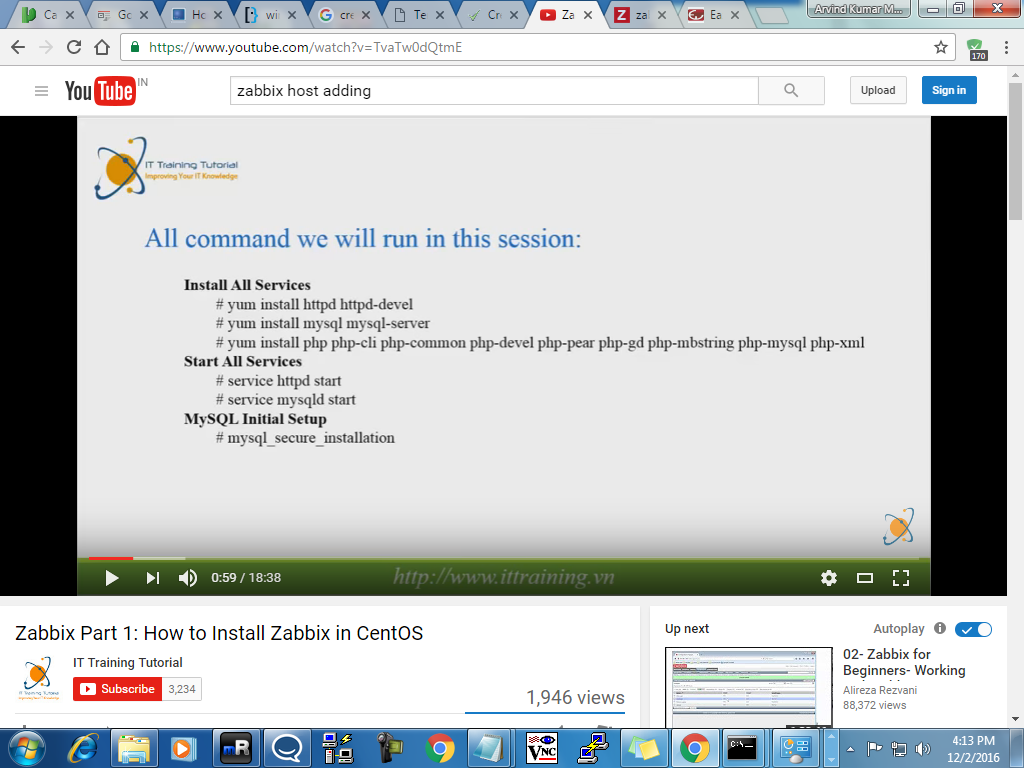 Ca
Go
Ho
wi
cre
Te
Cre
Za
zal
Ea
Arvind Kumar M...
https://www.youtube.com/watch?v=TvaTw0dQtmE
170
YouTube IN
zabbix host adding
Upload
Sign in
IT Training Tutorial
Improving Your IT Knowledge
All command we will run in this session:
Install All Services
# yum install httpd httpd-devel
# yum install mysql mysql-server
# yum install php php-cli php-common php-devel php-pear php-gd php-mbstring php-mysql php-xml
Start All Services
# service httpd start
# service mysqld start
MySQL Initial Setup
# mysql_secure_installation
0:59 / 18:38
http://www.ittraining.vn
Zabbix Part 1: How to Install Zabbix in CentOS
IT Training Tutorial
Subscribe 3,234
1,946 views
Up next
Autoplay
02- Zabbix for
Beginners- Working
Alireza Rezvani
88,372 views
mR
VNC
C:\_
4:13 PM
12/2/2016